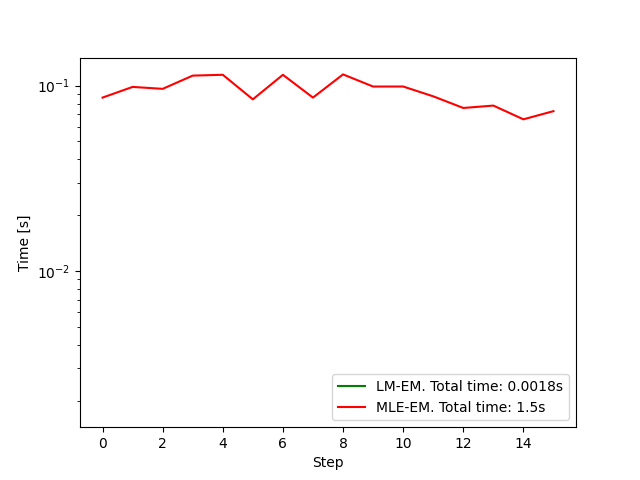 10⁻¹
10⁻²
Time [s]
0 2 4 6 8 10 12 14
Step
LM-EM. Total time: 0.0018s
MLE-EM. Total time: 1.5s